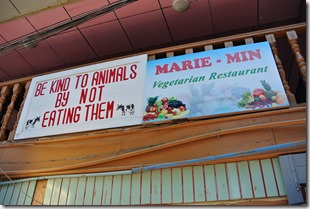 BE KIND TO ANIMALS
BY NOT
EATING THEM
MARIE - MIN
Vegetarian Restaurant